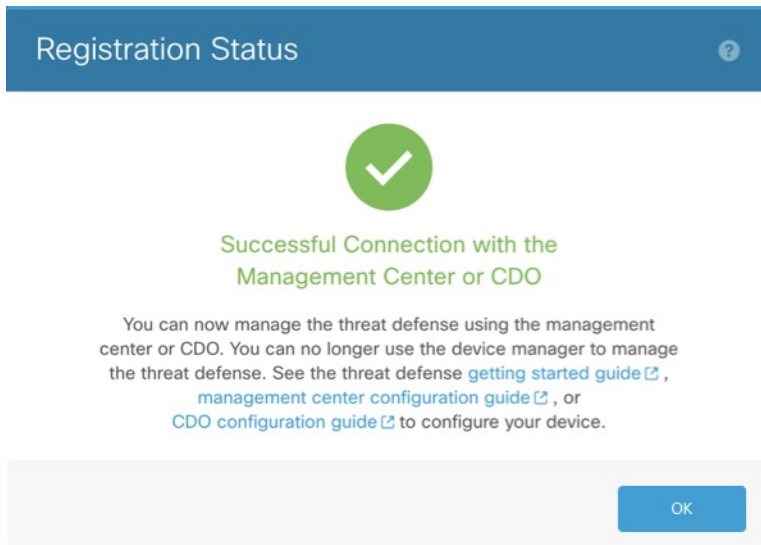 Registration Status
?
Successful Connection with the
Management Center or CDO
You can now manage the threat defense using the management
center or CDO. You can no longer use the device manager to manage
the threat defense. See the threat defense getting started guide ,
management center configuration guide , or
CDO configuration guide to configure your device.
OK